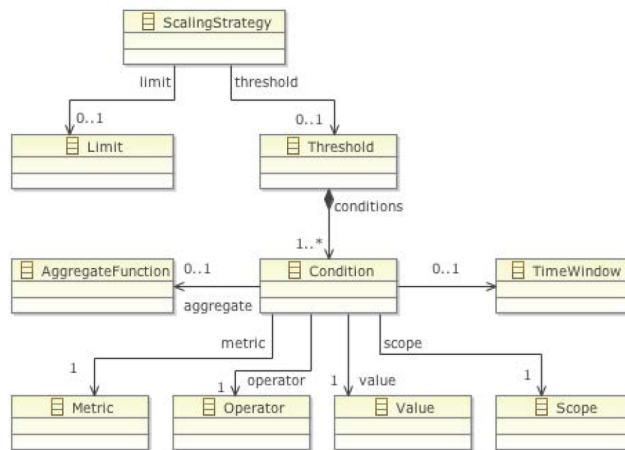 ScalingStrategy
limit
threshold
0..1
0..1
Limit
Threshold
conditions
1..*
AggregateFunction
0..1
Condition
0..1
TimeWindow
aggregate
metric
scope
1
operator
1
1
value
1
Metric
Operator
Value
Scope